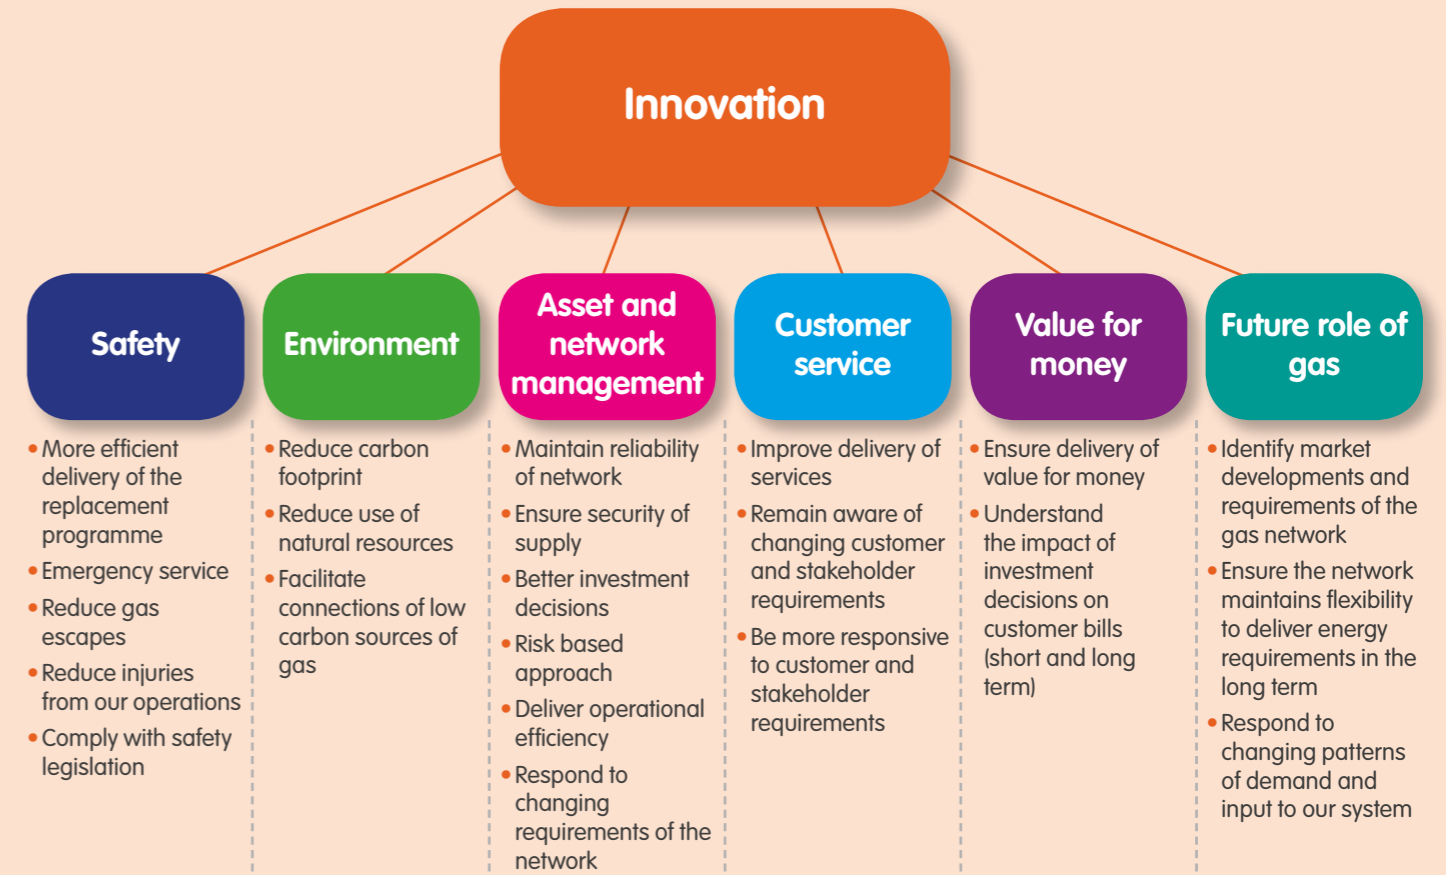 Innovation
Safety
• More efficient
delivery of the
replacement
programme
• Emergency service
• Reduce gas
escapes
• Reduce injuries
from our operations
• Comply with safety
legislation
Environment
• Reduce carbon
footprint
• Reduce use of
natural resources
• Facilitate
connections of low
carbon sources of
gas
Asset and
network
management
• Maintain reliability
of network
• Ensure security of
supply
• Better investment
decisions
• Risk based
approach
• Deliver operational
efficiency
• Respond to
changing
requirements of the
network
Customer
service
• Improve delivery of
services
• Remain aware of
changing customer
and stakeholder
requirements
• Be more responsive
to customer and
stakeholder
requirements
Value for
money
• Ensure delivery of
value for money
• Understand
the impact of
investment
decisions on
customer bills
(short and long
term)
Future role of
gas
• Identify market
developments and
requirements of the
gas network
• Ensure the network
maintains flexibility
to deliver energy
requirements in the
long term
• Respond to
changing patterns
of demand and
input to our system